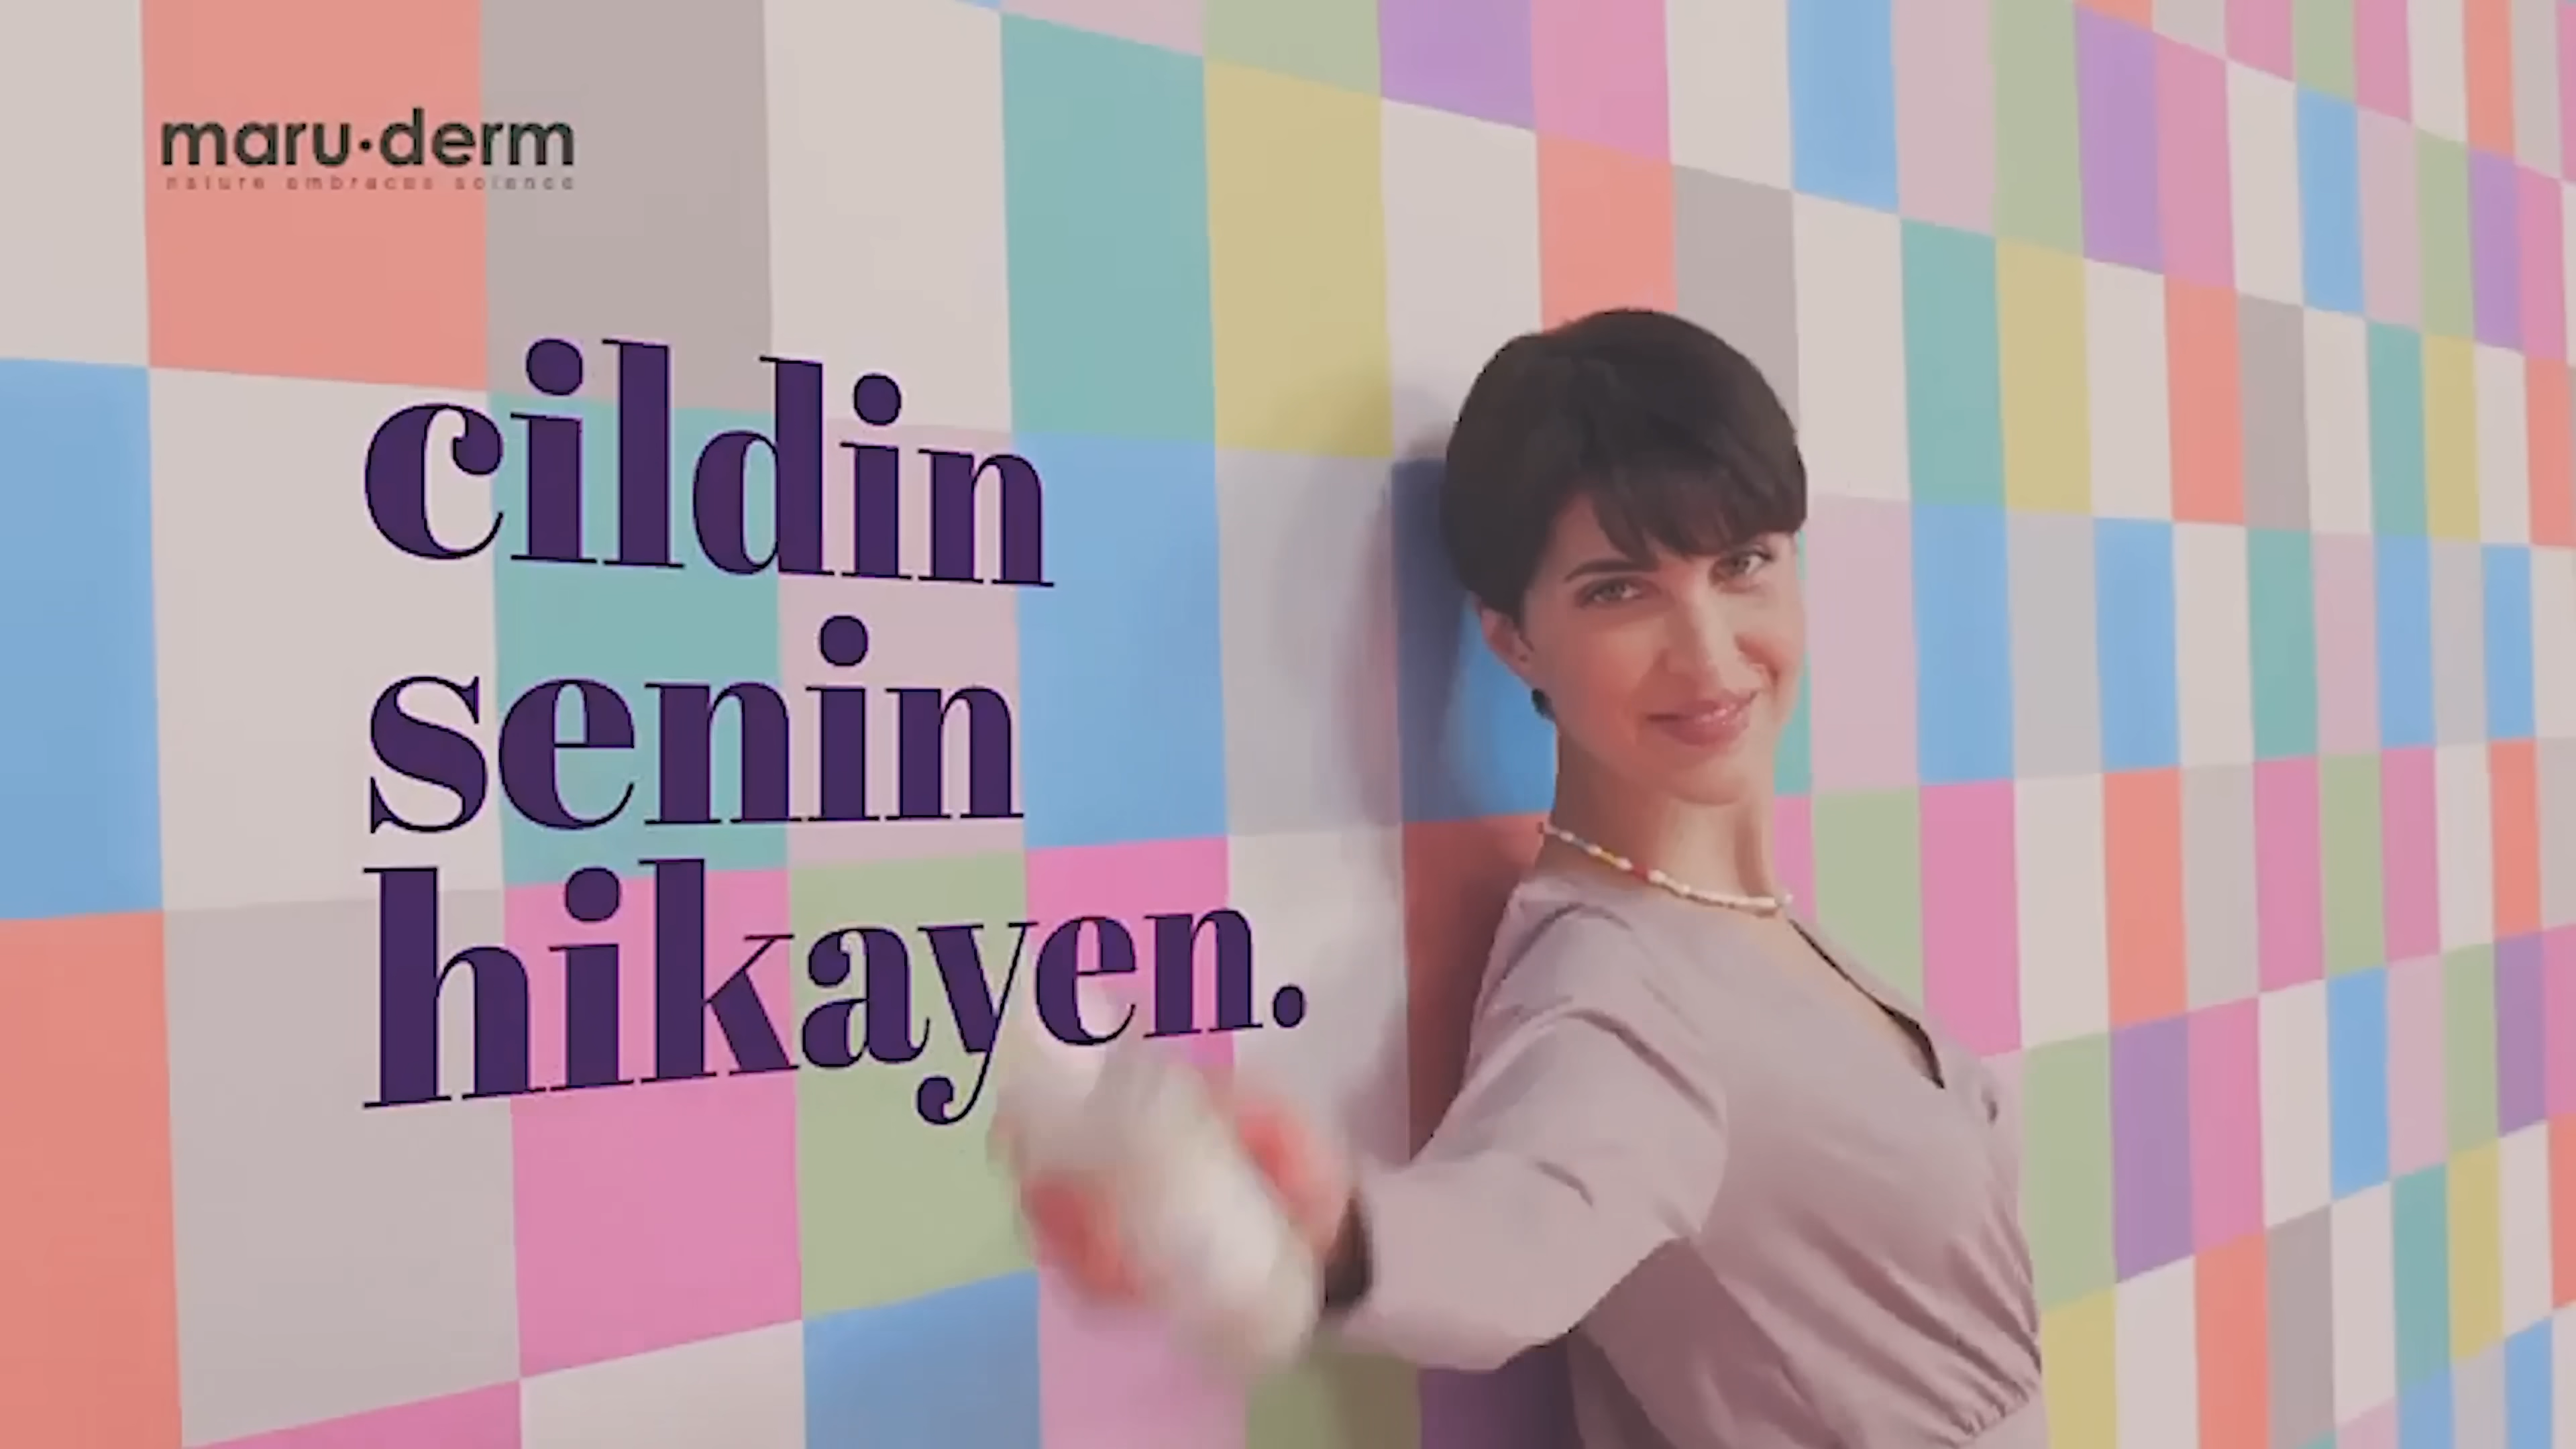 maru·derm
nature embraces science
cildin
senin
hikayen.